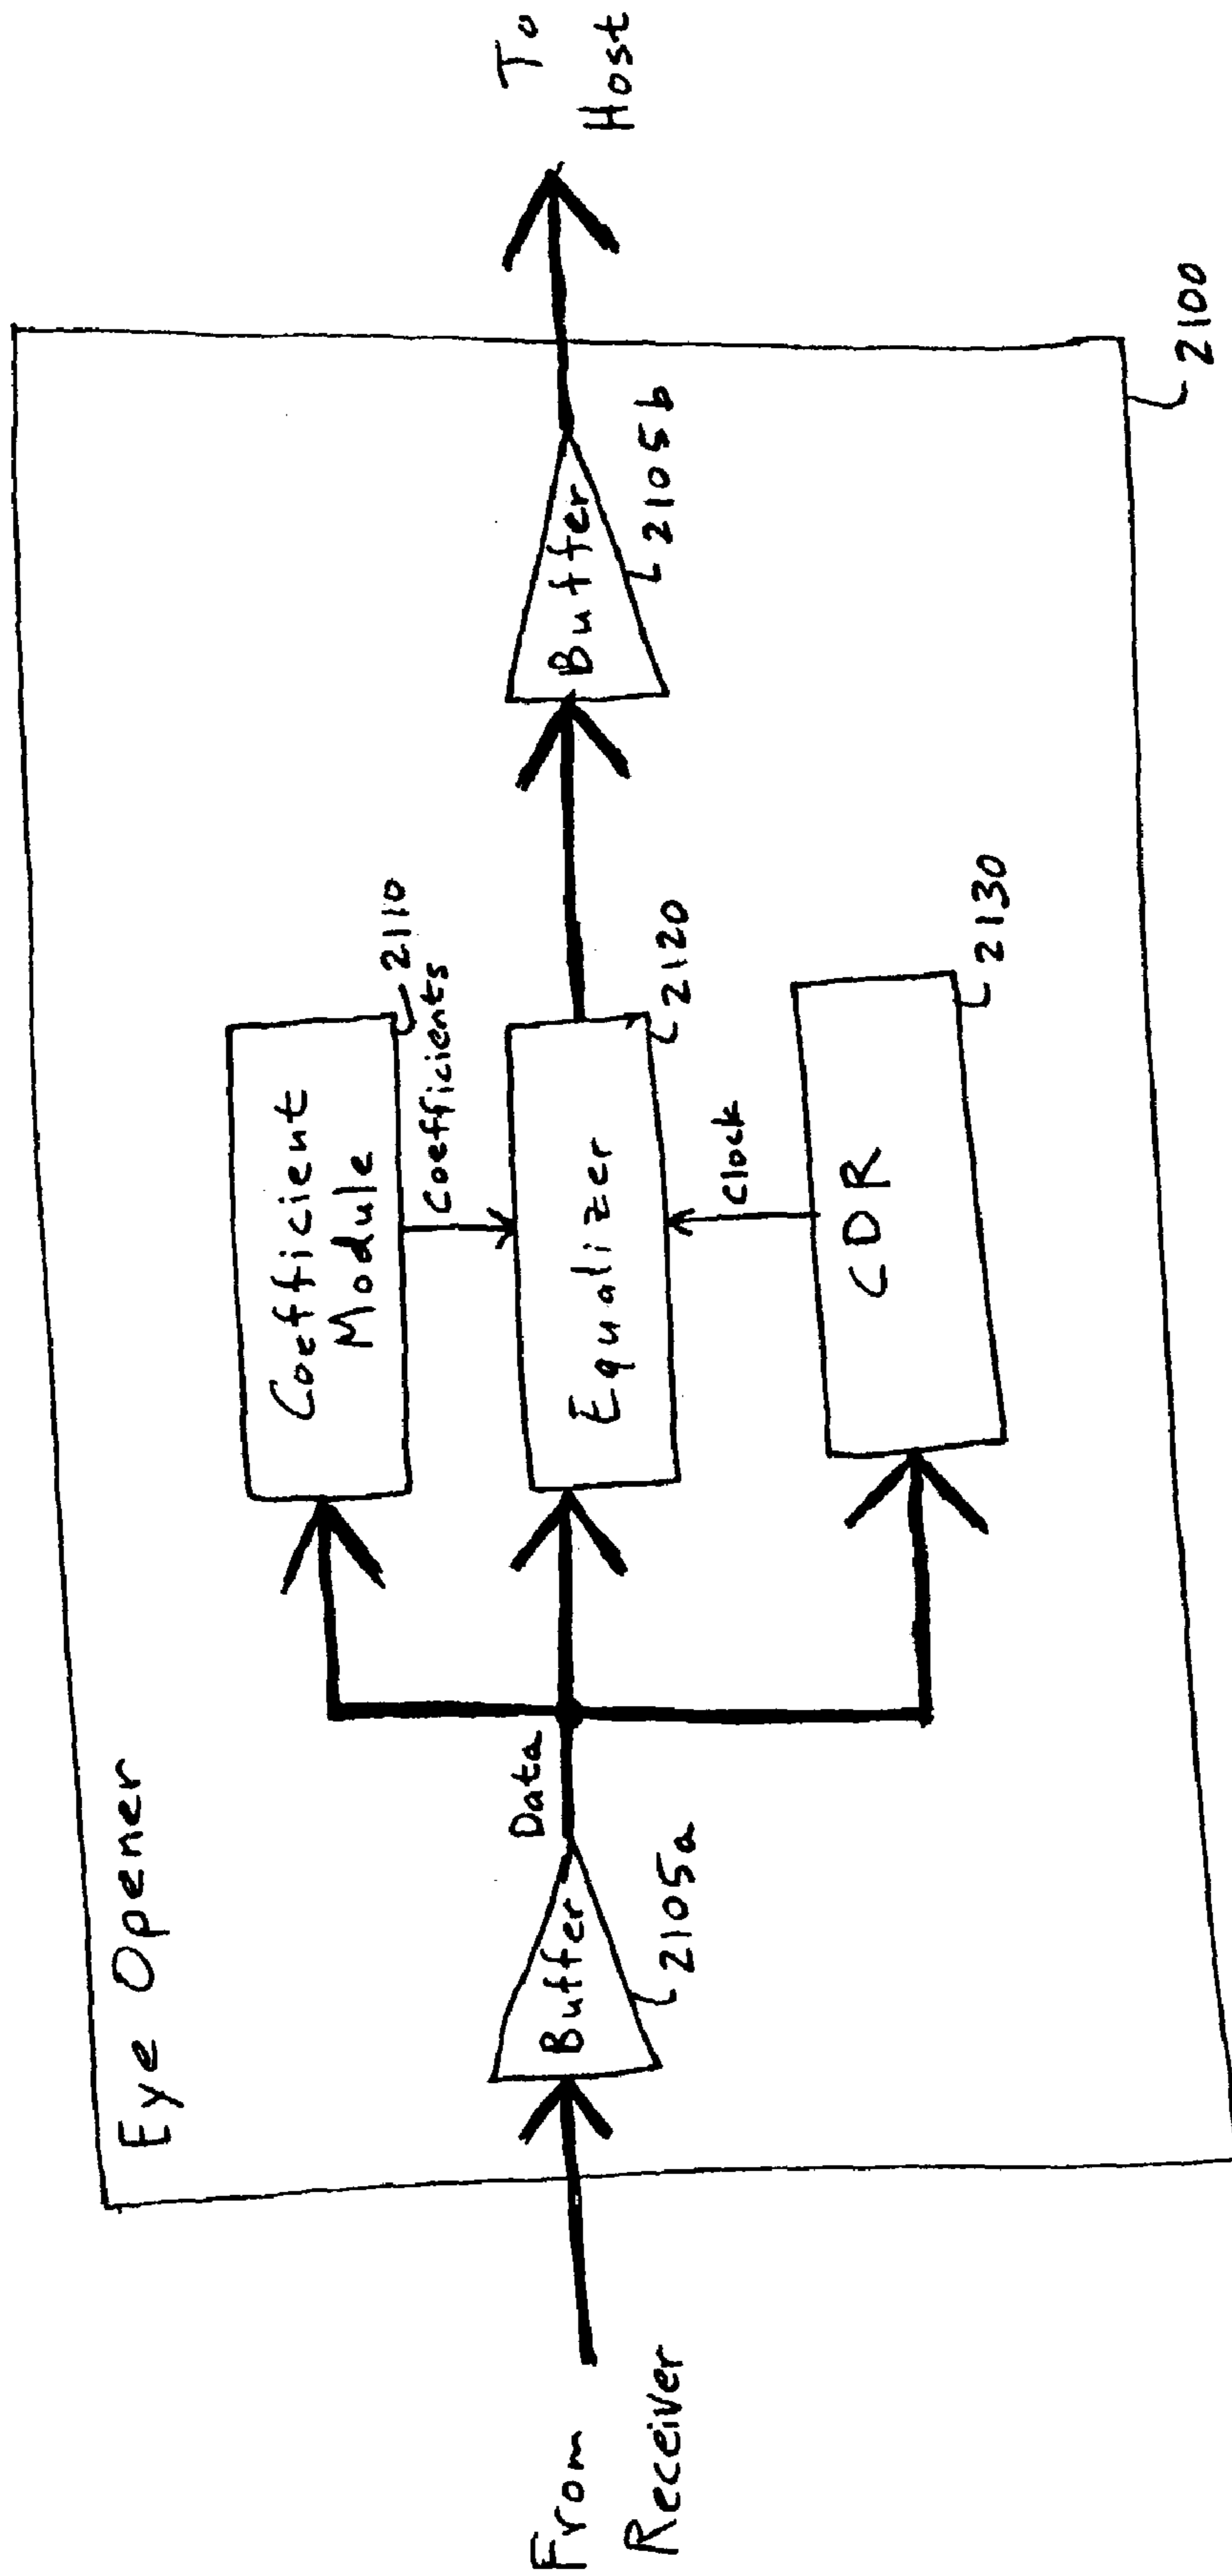 Eye Opener
From
Receiver
Buffer
2105a
Data
Coefficient
Module
2110
Coefficients
Equalizer
2120
Clock
CDR
2130
Buffer
2105b
To
Host
2100